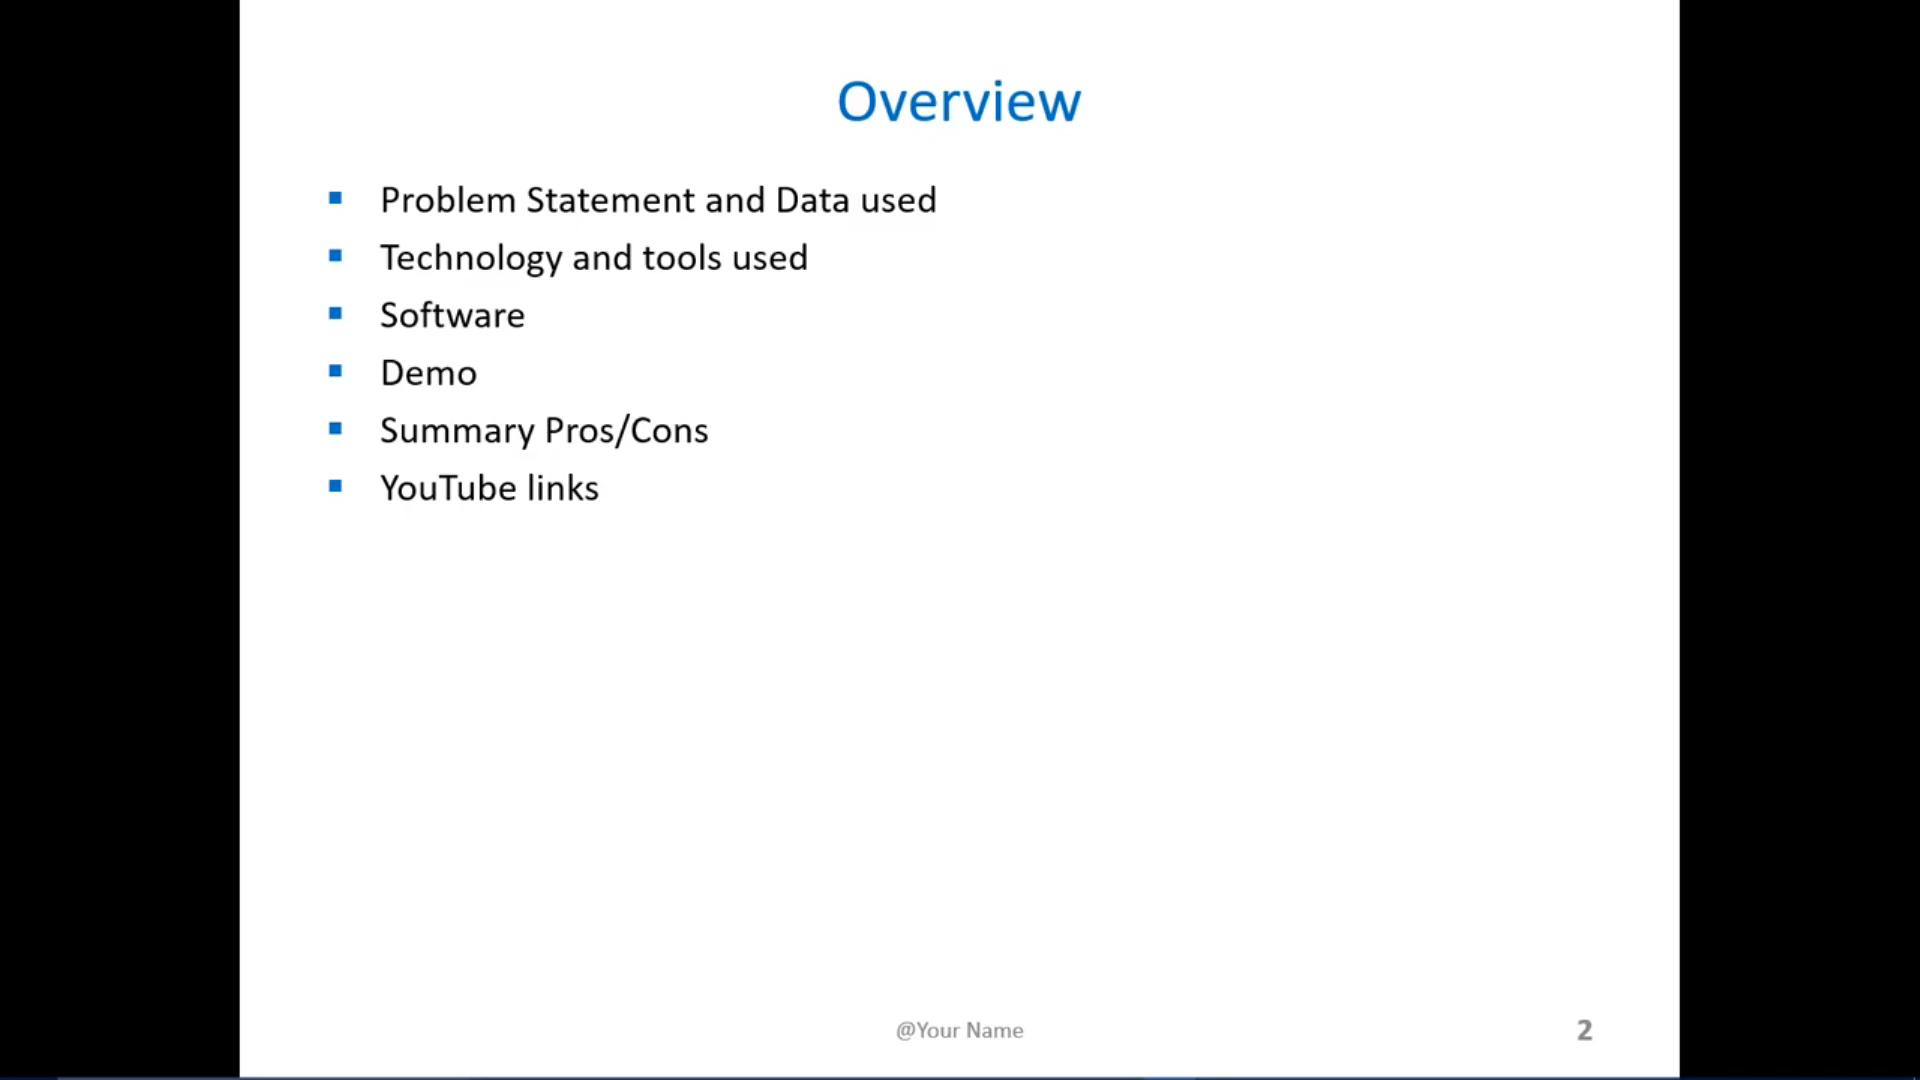 Overview
Problem Statement and Data used
Technology and tools used
Software
Demo
Summary Pros/Cons
YouTube links
@Your Name
2